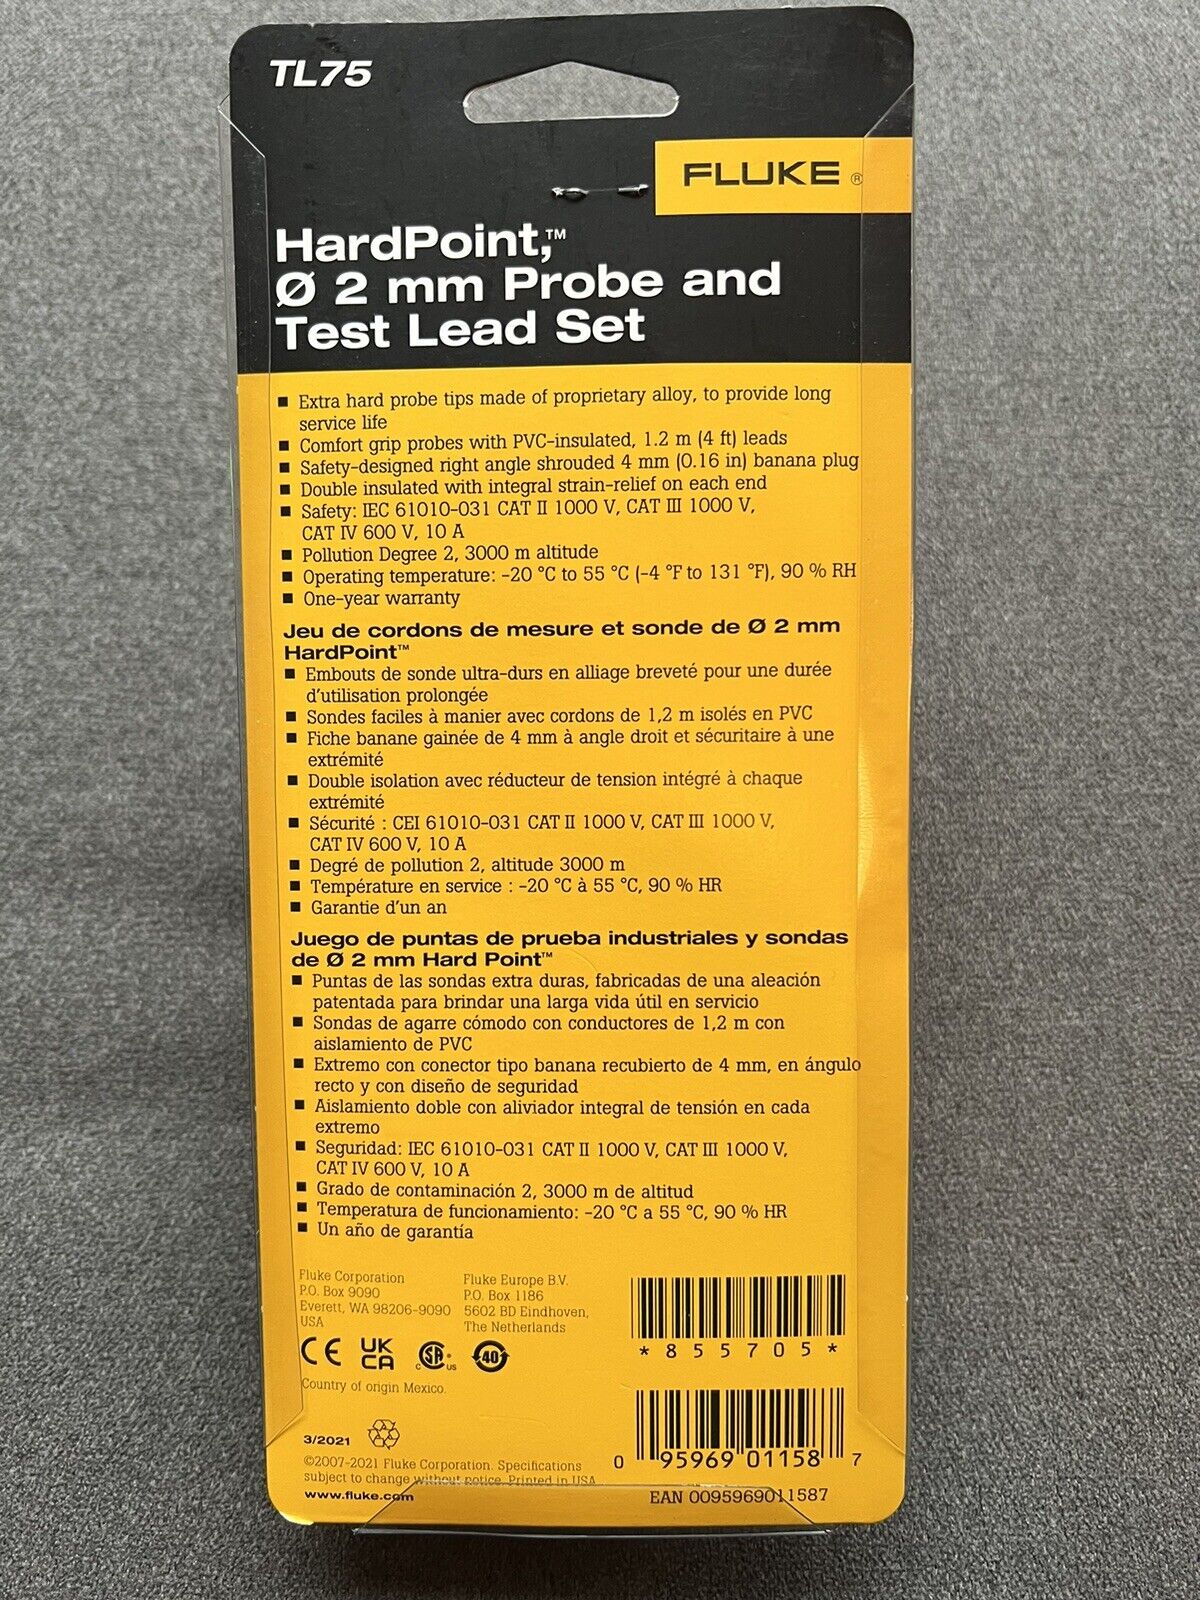 TL75
FLUKE ®
HardPoint,™
Ø 2 mm Probe and
Test Lead Set
■ Extra hard probe tips made of proprietary alloy, to provide long
service life
■ Comfort grip probes with PVC-insulated, 1.2 m (4 ft) leads
■ Safety-designed right angle shrouded 4 mm (0.16 in) banana plug
■ Double insulated with integral strain-relief on each end
■ Safety: IEC 61010-031 CAT II 1000 V, CAT III 1000 V,
CAT IV 600 V, 10 A
■ Pollution Degree 2, 3000 m altitude
■ Operating temperature: -20 °C to 55 °C (-4 °F to 131 °F), 90 % RH
■ One-year warranty
Jeu de cordons de mesure et sonde de Ø 2 mm
HardPoint™
■ Embouts de sonde ultra-durs en alliage breveté pour une durée
d'utilisation prolongée
■ Sondes faciles à manier avec cordons de 1,2 m isolés en PVC
■ Fiche banane gainée de 4 mm à angle droit et sécuritaire à une
extrémité
■ Double isolation avec réducteur de tension intégré à chaque
extrémité
■ Sécurité : CEI 61010-031 CAT II 1000 V, CAT III 1000 V,
CAT IV 600 V, 10 A
■ Degré de pollution 2, altitude 3000 m
■ Température en service : -20 °C à 55 °C, 90 % HR
■ Garantie d'un an
Juego de puntas de prueba industriales y sondas
de Ø 2 mm Hard Point™
■ Puntas de las sondas extra duras, fabricadas de una aleación
patentada para brindar una larga vida útil en servicio
■ Sondas de agarre cómodo con conductores de 1,2 m con
aislamiento de PVC
■ Extremo con conector tipo banana recubierto de 4 mm, en ángulo
recto y con diseño de seguridad
■ Aislamiento doble con aliviador integral de tensión en cada
extremo
■ Seguridad: IEC 61010-031 CAT II 1000 V, CAT III 1000 V,
CAT IV 600 V, 10 A
■ Grado de contaminación 2, 3000 m de altitud
■ Temperatura de funcionamiento: -20 °C a 55 °C, 90 % HR
■ Un año de garantía
Fluke Corporation
P.O. Box 9090
Everett, WA 98206-9090
USA
Fluke Europe B.V.
P.O. Box 1186
5602 BD Eindhoven,
The Netherlands
*855705*
CE UK CA C SA ® US 40
Country of origin Mexico.
3/2021
©2007-2021 Fluke Corporation. Specifications
subject to change without notice. Printed in USA
www.fluke.com
0 95969 01158 7
EAN 0095969011587